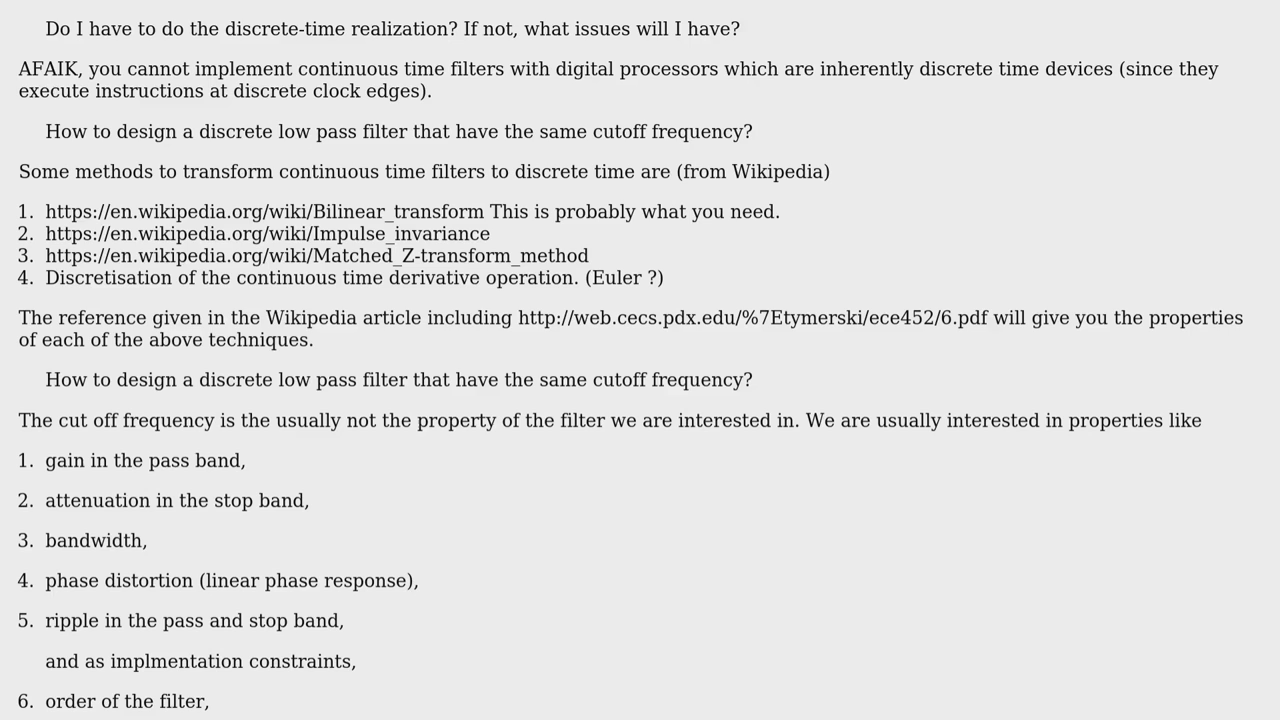 Do I have to do the discrete-time realization? If not, what issues will I have?
AFAIK, you cannot implement continuous time filters with digital processors which are inherently discrete time devices (since they
execute instructions at discrete clock edges).
How to design a discrete low pass filter that have the same cutoff frequency?
Some methods to transform continuous time filters to discrete time are (from Wikipedia)
1. https://en.wikipedia.org/wiki/Bilinear_transform This is probably what you need.
2. https://en.wikipedia.org/wiki/Impulse_invariance
3. https://en.wikipedia.org/wiki/Matched_Z-transform_method
4. Discretisation of the continuous time derivative operation. (Euler ?)
The reference given in the Wikipedia article including http://web.cecs.pdx.edu/%7Etymerski/ece452/6.pdf will give you the properties
of each of the above techniques.
How to design a discrete low pass filter that have the same cutoff frequency?
The cut off frequency is the usually not the property of the filter we are interested in. We are usually interested in properties like
1. gain in the pass band,
2. attenuation in the stop band,
3. bandwidth,
4. phase distortion (linear phase response),
5. ripple in the pass and stop band,
and as implmentation constraints,
6. order of the filter,